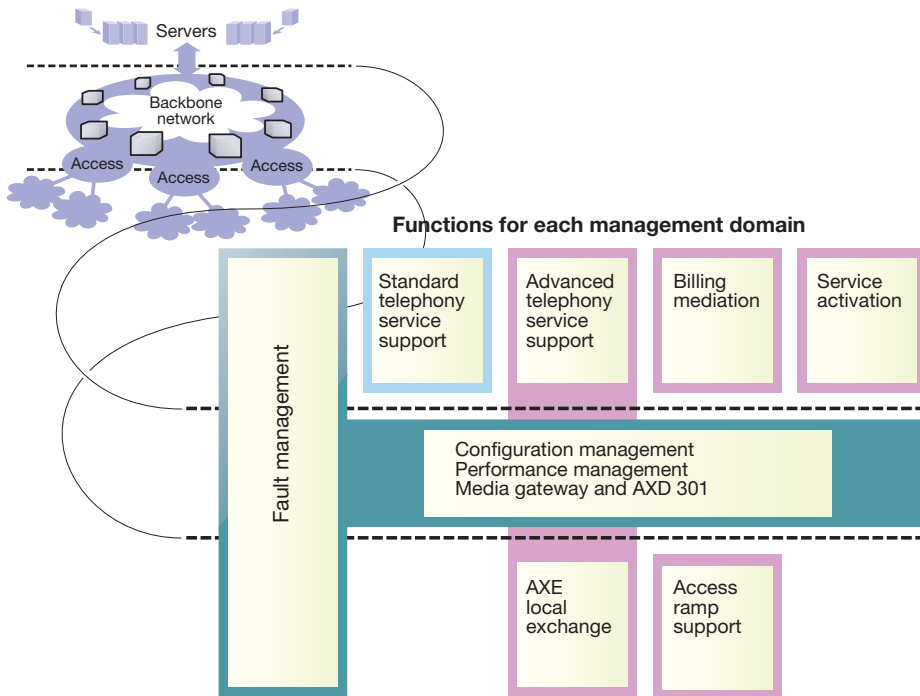 Servers
Backbone
network
Access
Access
Access
Functions for each management domain
Fault management
Standard
telephony
service
support
Advanced
telephony
service
support
Billing
mediation
Service
activation
Configuration management
Performance management
Media gateway and AXD 301
AXE
local
exchange
Access
ramp
support